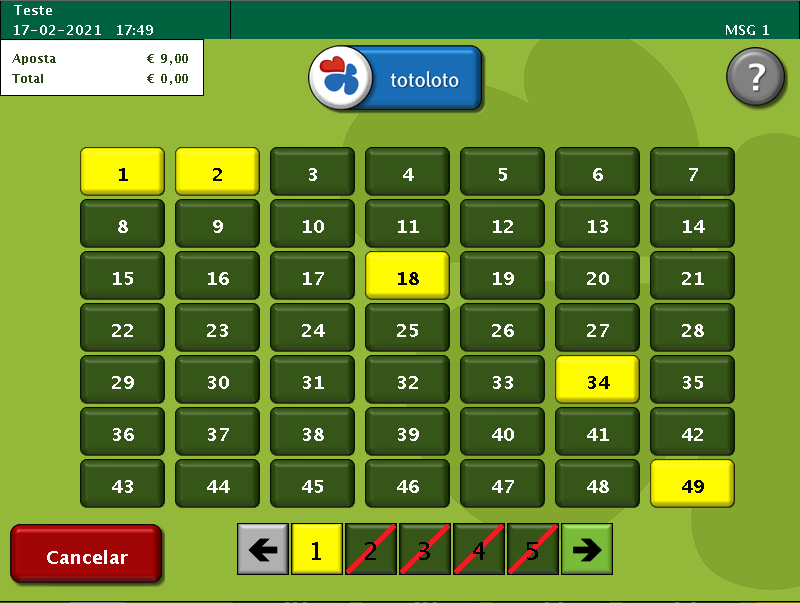 Teste
17-02-2021 17:49 MSG 1
Aposta € 9,00
Total € 0,00
totoloto
?
1 2 3 4 5 6 7
8 9 10 11 12 13 14
15 16 17 18 19 20 21
22 23 24 25 26 27 28
29 30 31 32 33 34 35
36 37 38 39 40 41 42
43 44 45 46 47 48 49
Cancelar 1 2 3 4 5